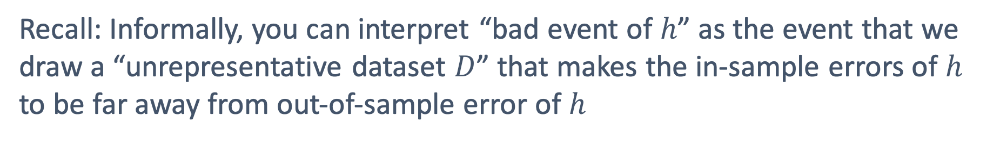 Recall: Informally, you can interpret “bad event of ℎ” as the event that we
draw a “unrepresentative dataset 𝐷” that makes the in-sample errors of ℎ
to be far away from out-of-sample error of ℎ